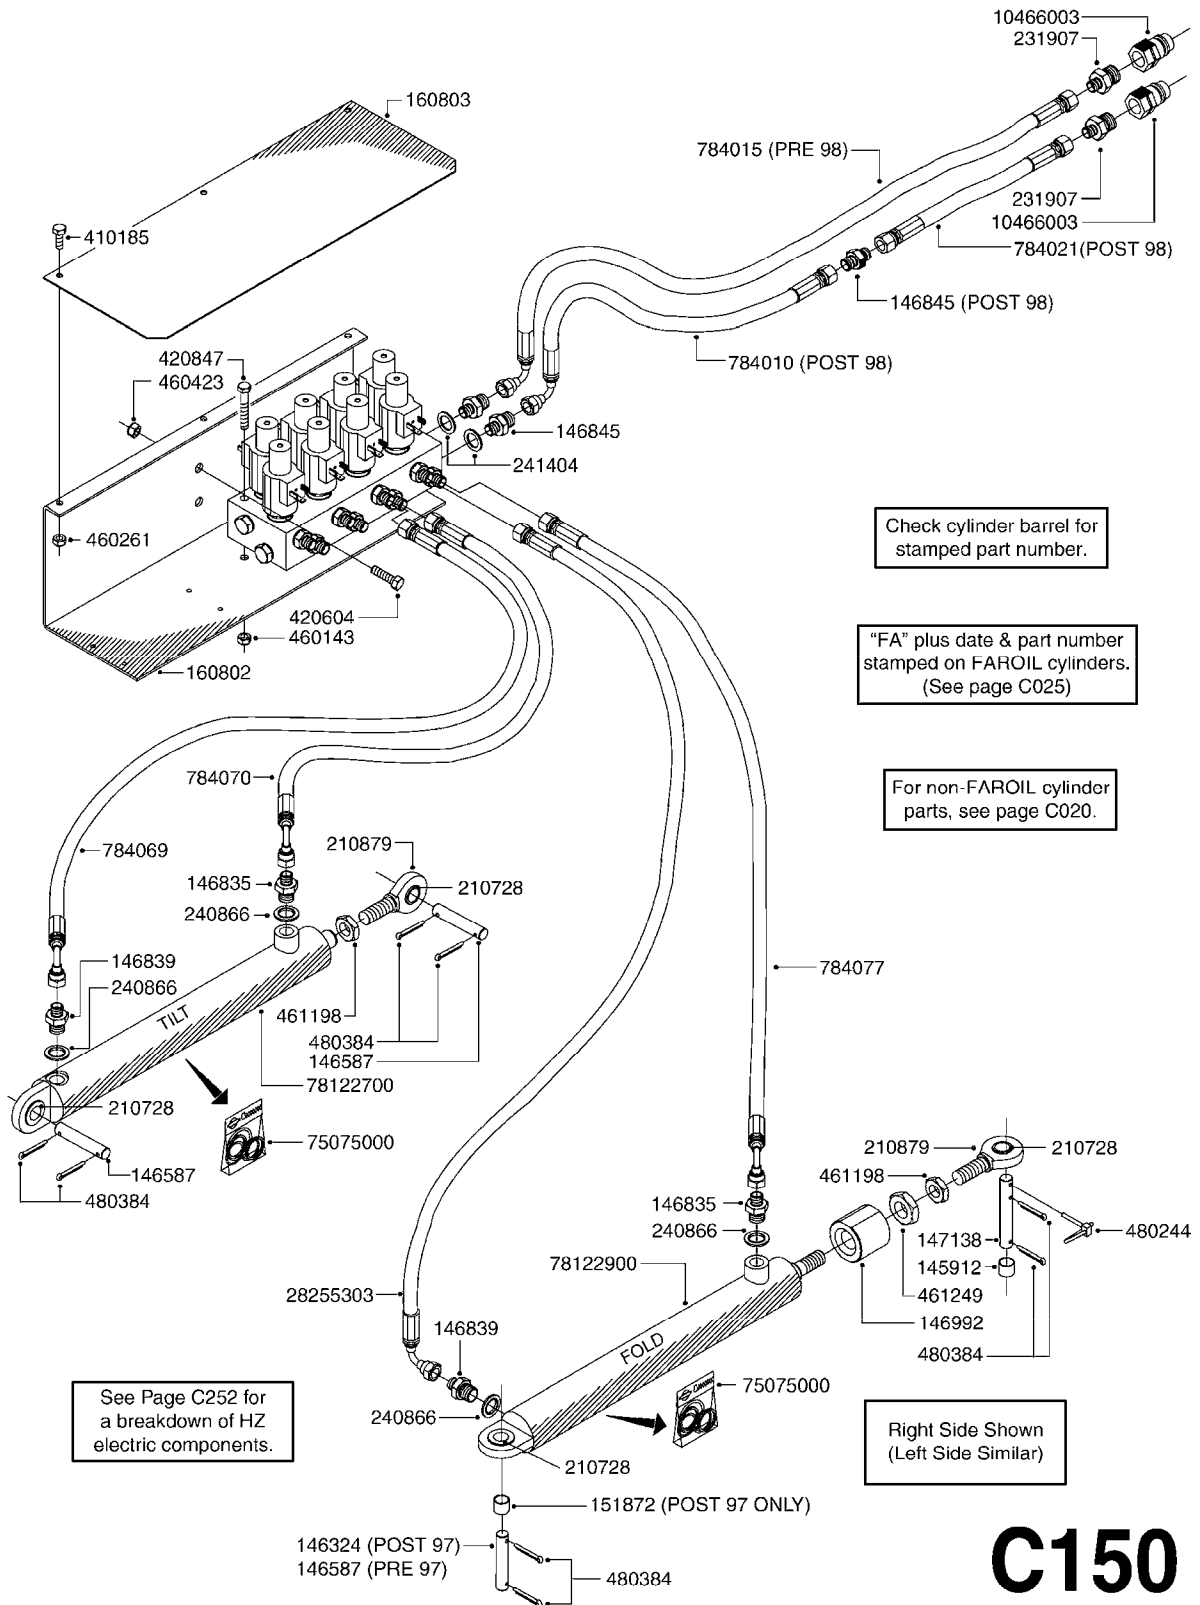 10466003
231907
160803
784015 (PRE 98)
231907
10466003
784021(POST 98)
410185
146845 (POST 98)
784010 (POST 98)
420847
460423
146845
241404
460261
Check cylinder barrel for
stamped part number.
420604
460143
160802
"FA" plus date & part number
stamped on FAROIL cylinders.
(See page C025)
784070
For non-FAROIL cylinder
parts, see page C020.
784069
210879
146835
210728
240866
146839
240866
784077
TILT
461198
480384
146587
78122700
210728
75075000
146587
480384
210879
210728
461198
146835
240866
147138
480244
145912
78122900
28255303
461249
146992
146839
FOLD
480384
75075000
See Page C252 for
a breakdown of HZ
electric components.
240866
210728
Right Side Shown
(Left Side Similar)
151872 (POST 97 ONLY)
146324 (POST 97)
146587 (PRE 97)
480384
C150